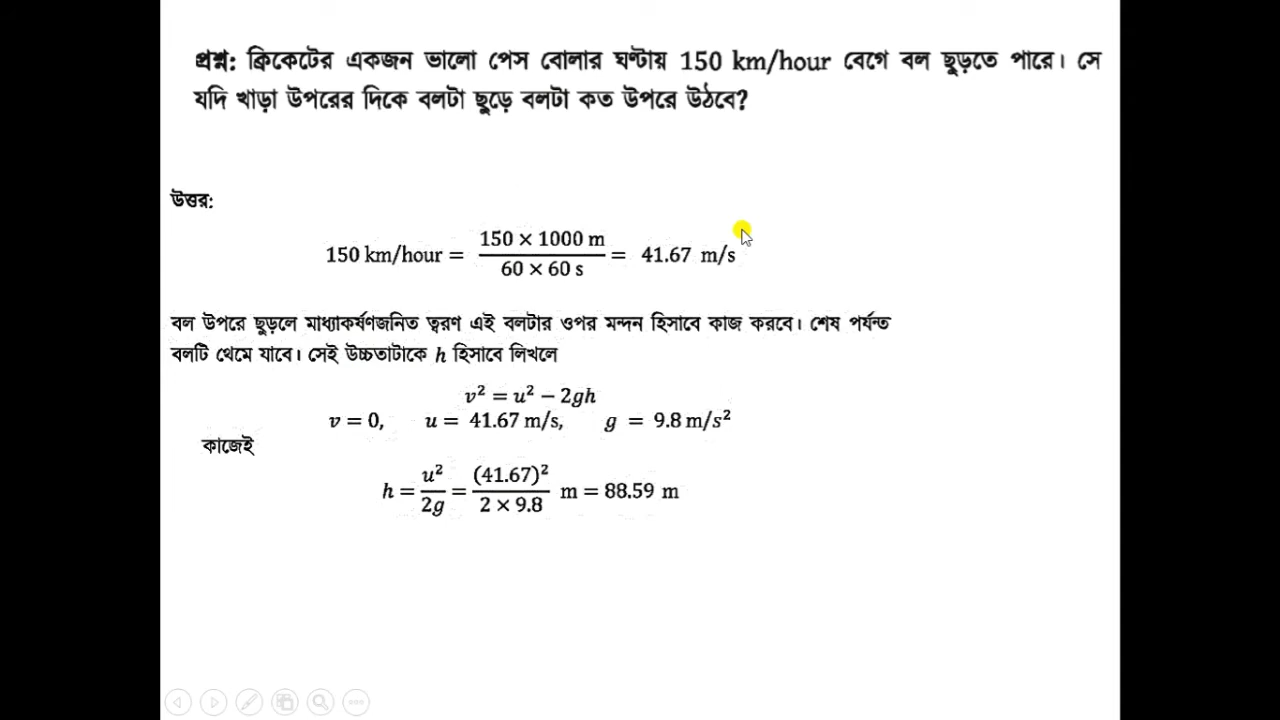 প্রশ্ন: ক্রিকেটের একজন ভালো পেস বোলার ঘণ্টায় 150 km/hour বেগে বল ছুড়তে পারে। সে
যদি খাড়া উপরের দিকে বলটা ছুড়ে বলটা কত উপরে উঠবে?
উত্তর:
150 km/hour = (150 × 1000 m)/(60 × 60 s) = 41.67 m/s
বল উপরে ছুড়লে মাধ্যাকর্ষণজনিত ত্বরণ এই বলটার ওপর মন্দন হিসাবে কাজ করবে। শেষ পর্যন্ত
বলটি থেমে যাবে। সেই উচ্চতাটাকে h হিসাবে লিখলে
v² = u² − 2gh
v = 0, u = 41.67 m/s, g = 9.8 m/s²
কাজেই
h = u²/2g = (41.67)²/(2 × 9.8) m = 88.59 m